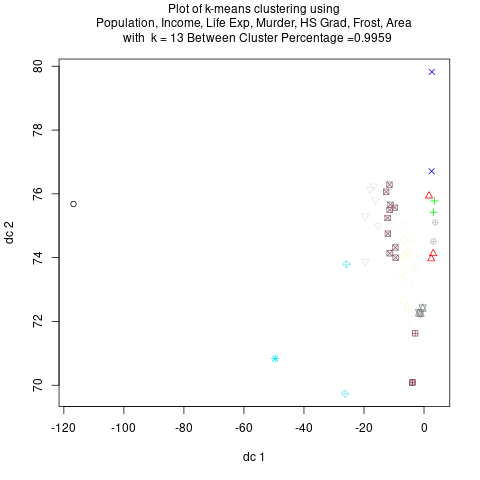 Plot of k-means clustering using
Population, Income, Life Exp, Murder, HS Grad, Frost, Area
with k = 13 Between Cluster Percentage =0.9959
80
78
76
74
72
70
dc 2
-120
-100
-80
-60
-40
-20
0
dc 1